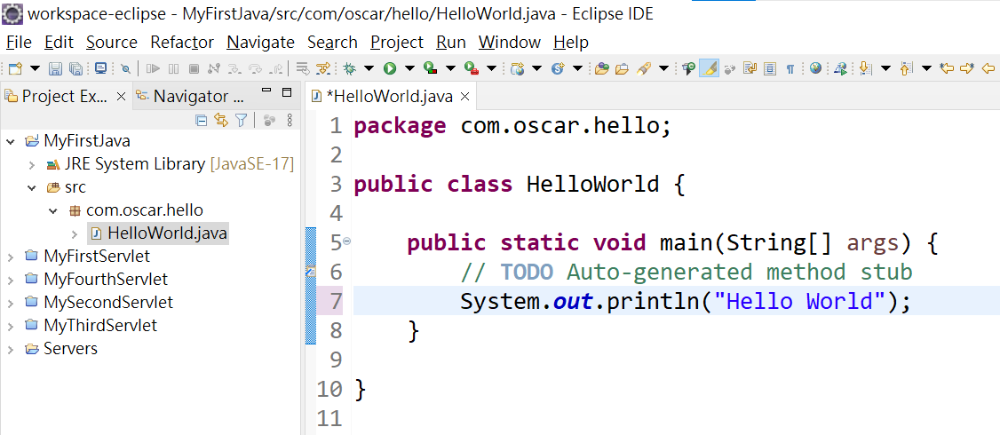 workspace-eclipse - MyFirstJava/src/com/oscar/hello/HelloWorld.java - Eclipse IDE
File Edit Source Refactor Navigate Search Project Run Window Help
Project Ex... Navigator ...
MyFirstJava
JRE System Library [JavaSE-17]
src
com.oscar.hello
HelloWorld.java
MyFirstServlet
MyFourthServlet
MySecondServlet
MyThirdServlet
Servers
*HelloWorld.java
1 package com.oscar.hello;
2
3 public class HelloWorld {
4
5 public static void main(String[] args) {
6 // TODO Auto-generated method stub
7 System.out.println("Hello World");
8 }
9
10 }
11